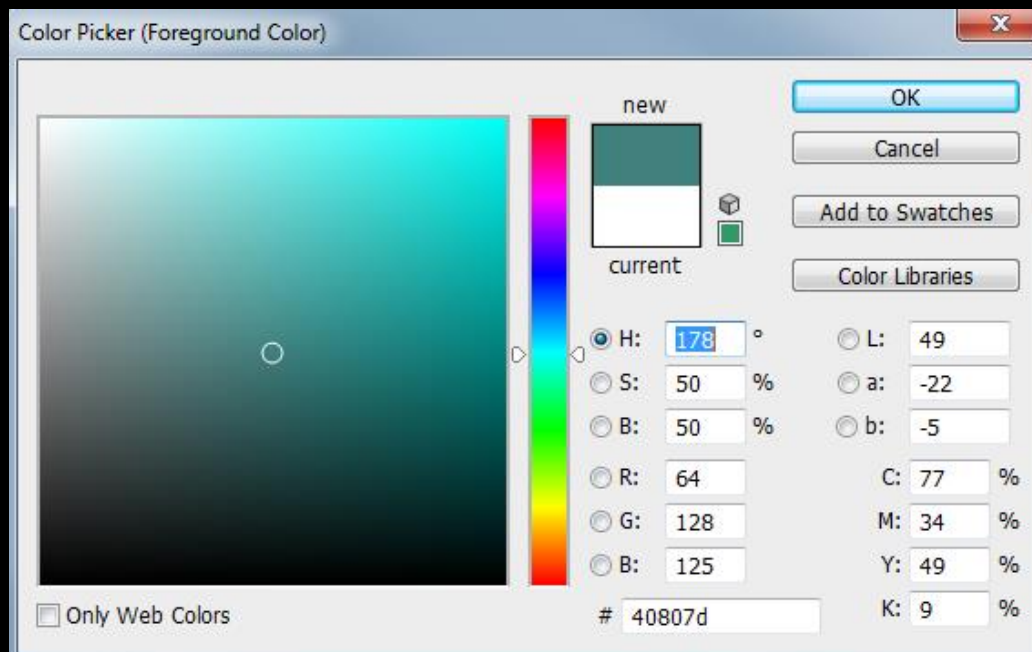 Color Picker (Foreground Color)
X
new
current
OK
Cancel
Add to Swatches
Color Libraries
H: 178 °
S: 50 %
B: 50 %
R: 64
G: 128
B: 125
# 40807d
L: 49
a: -22
b: -5
C: 77 %
M: 34 %
Y: 49 %
K: 9 %
Only Web Colors